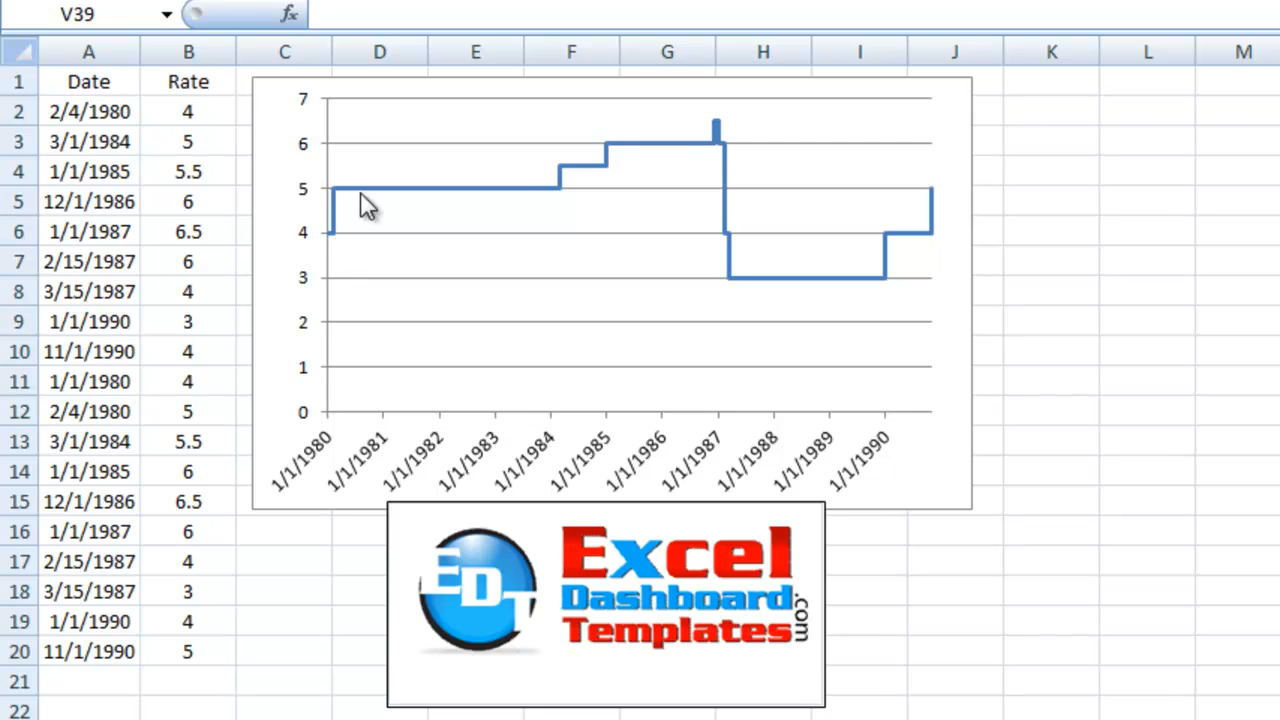 V39 fx
A B C D E F G H I J K L M
1 Date Rate
2 2/4/1980 4
3 3/1/1984 5
4 1/1/1985 5.5
5 12/1/1986 6
6 1/1/1987 6.5
7 2/15/1987 6
8 3/15/1987 4
9 1/1/1990 3
10 11/1/1990 4
11 1/1/1980 4
12 2/4/1980 5
13 3/1/1984 5.5
14 1/1/1985 6
15 12/1/1986 6.5
16 1/1/1987 6
17 2/15/1987 4
18 3/15/1987 3
19 1/1/1990 4
20 11/1/1990 5
21
22
7
6
5
4
3
2
1
0
1/1/1980 1/1/1981 1/1/1982 1/1/1983 1/1/1984 1/1/1985 1/1/1986 1/1/1987 1/1/1988 1/1/1989 1/1/1990
EDT
Excel
Dashboard
Templates
.com